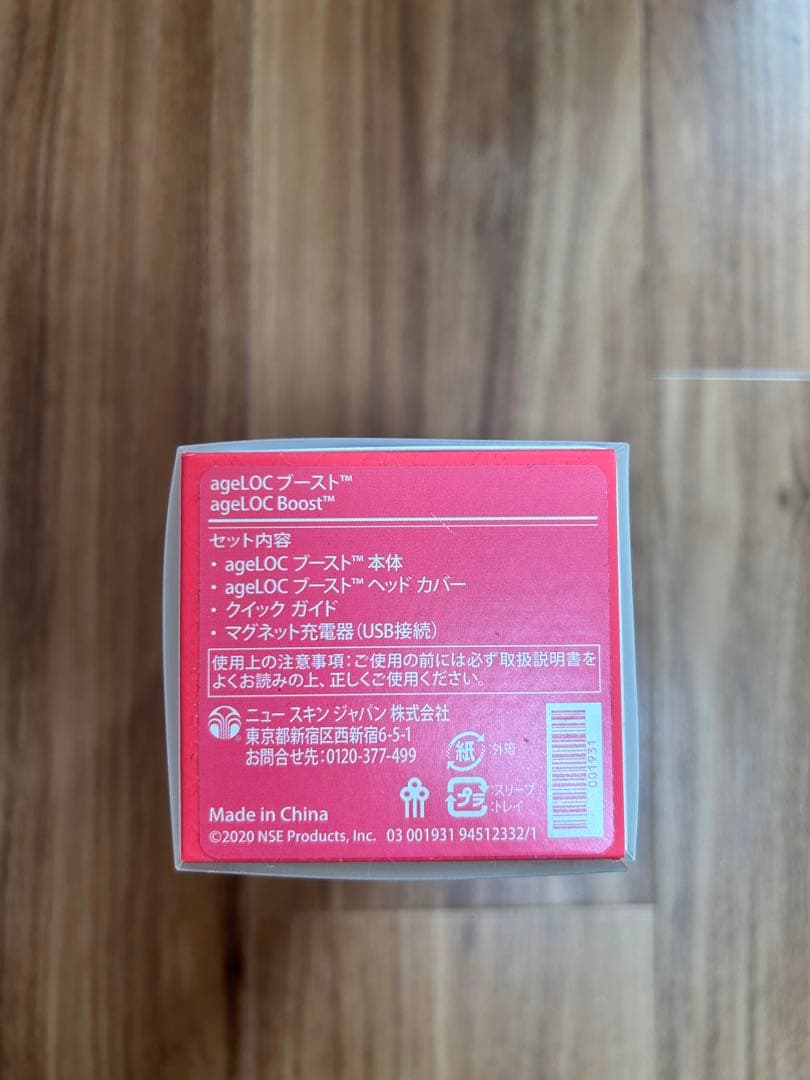 ageLOC ブースト™
ageLOC Boost™
セット内容
・ ageLOC ブースト™ 本体
・ ageLOC ブースト™ ヘッド カバー
・ クイック ガイド
・ マグネット充電器（USB接続）
使用上の注意事項：ご使用の前には必ず取扱説明書を
よくお読みの上、正しくご使用ください。
ニュー スキン ジャパン 株式会社
東京都新宿区西新宿6-5-1
お問合せ先：0120-377-499
紙 ：外箱
プラ ：スリーブ
：トレイ
001931
Made in China
©2020 NSE Products, Inc. 03 001931 94512332/1